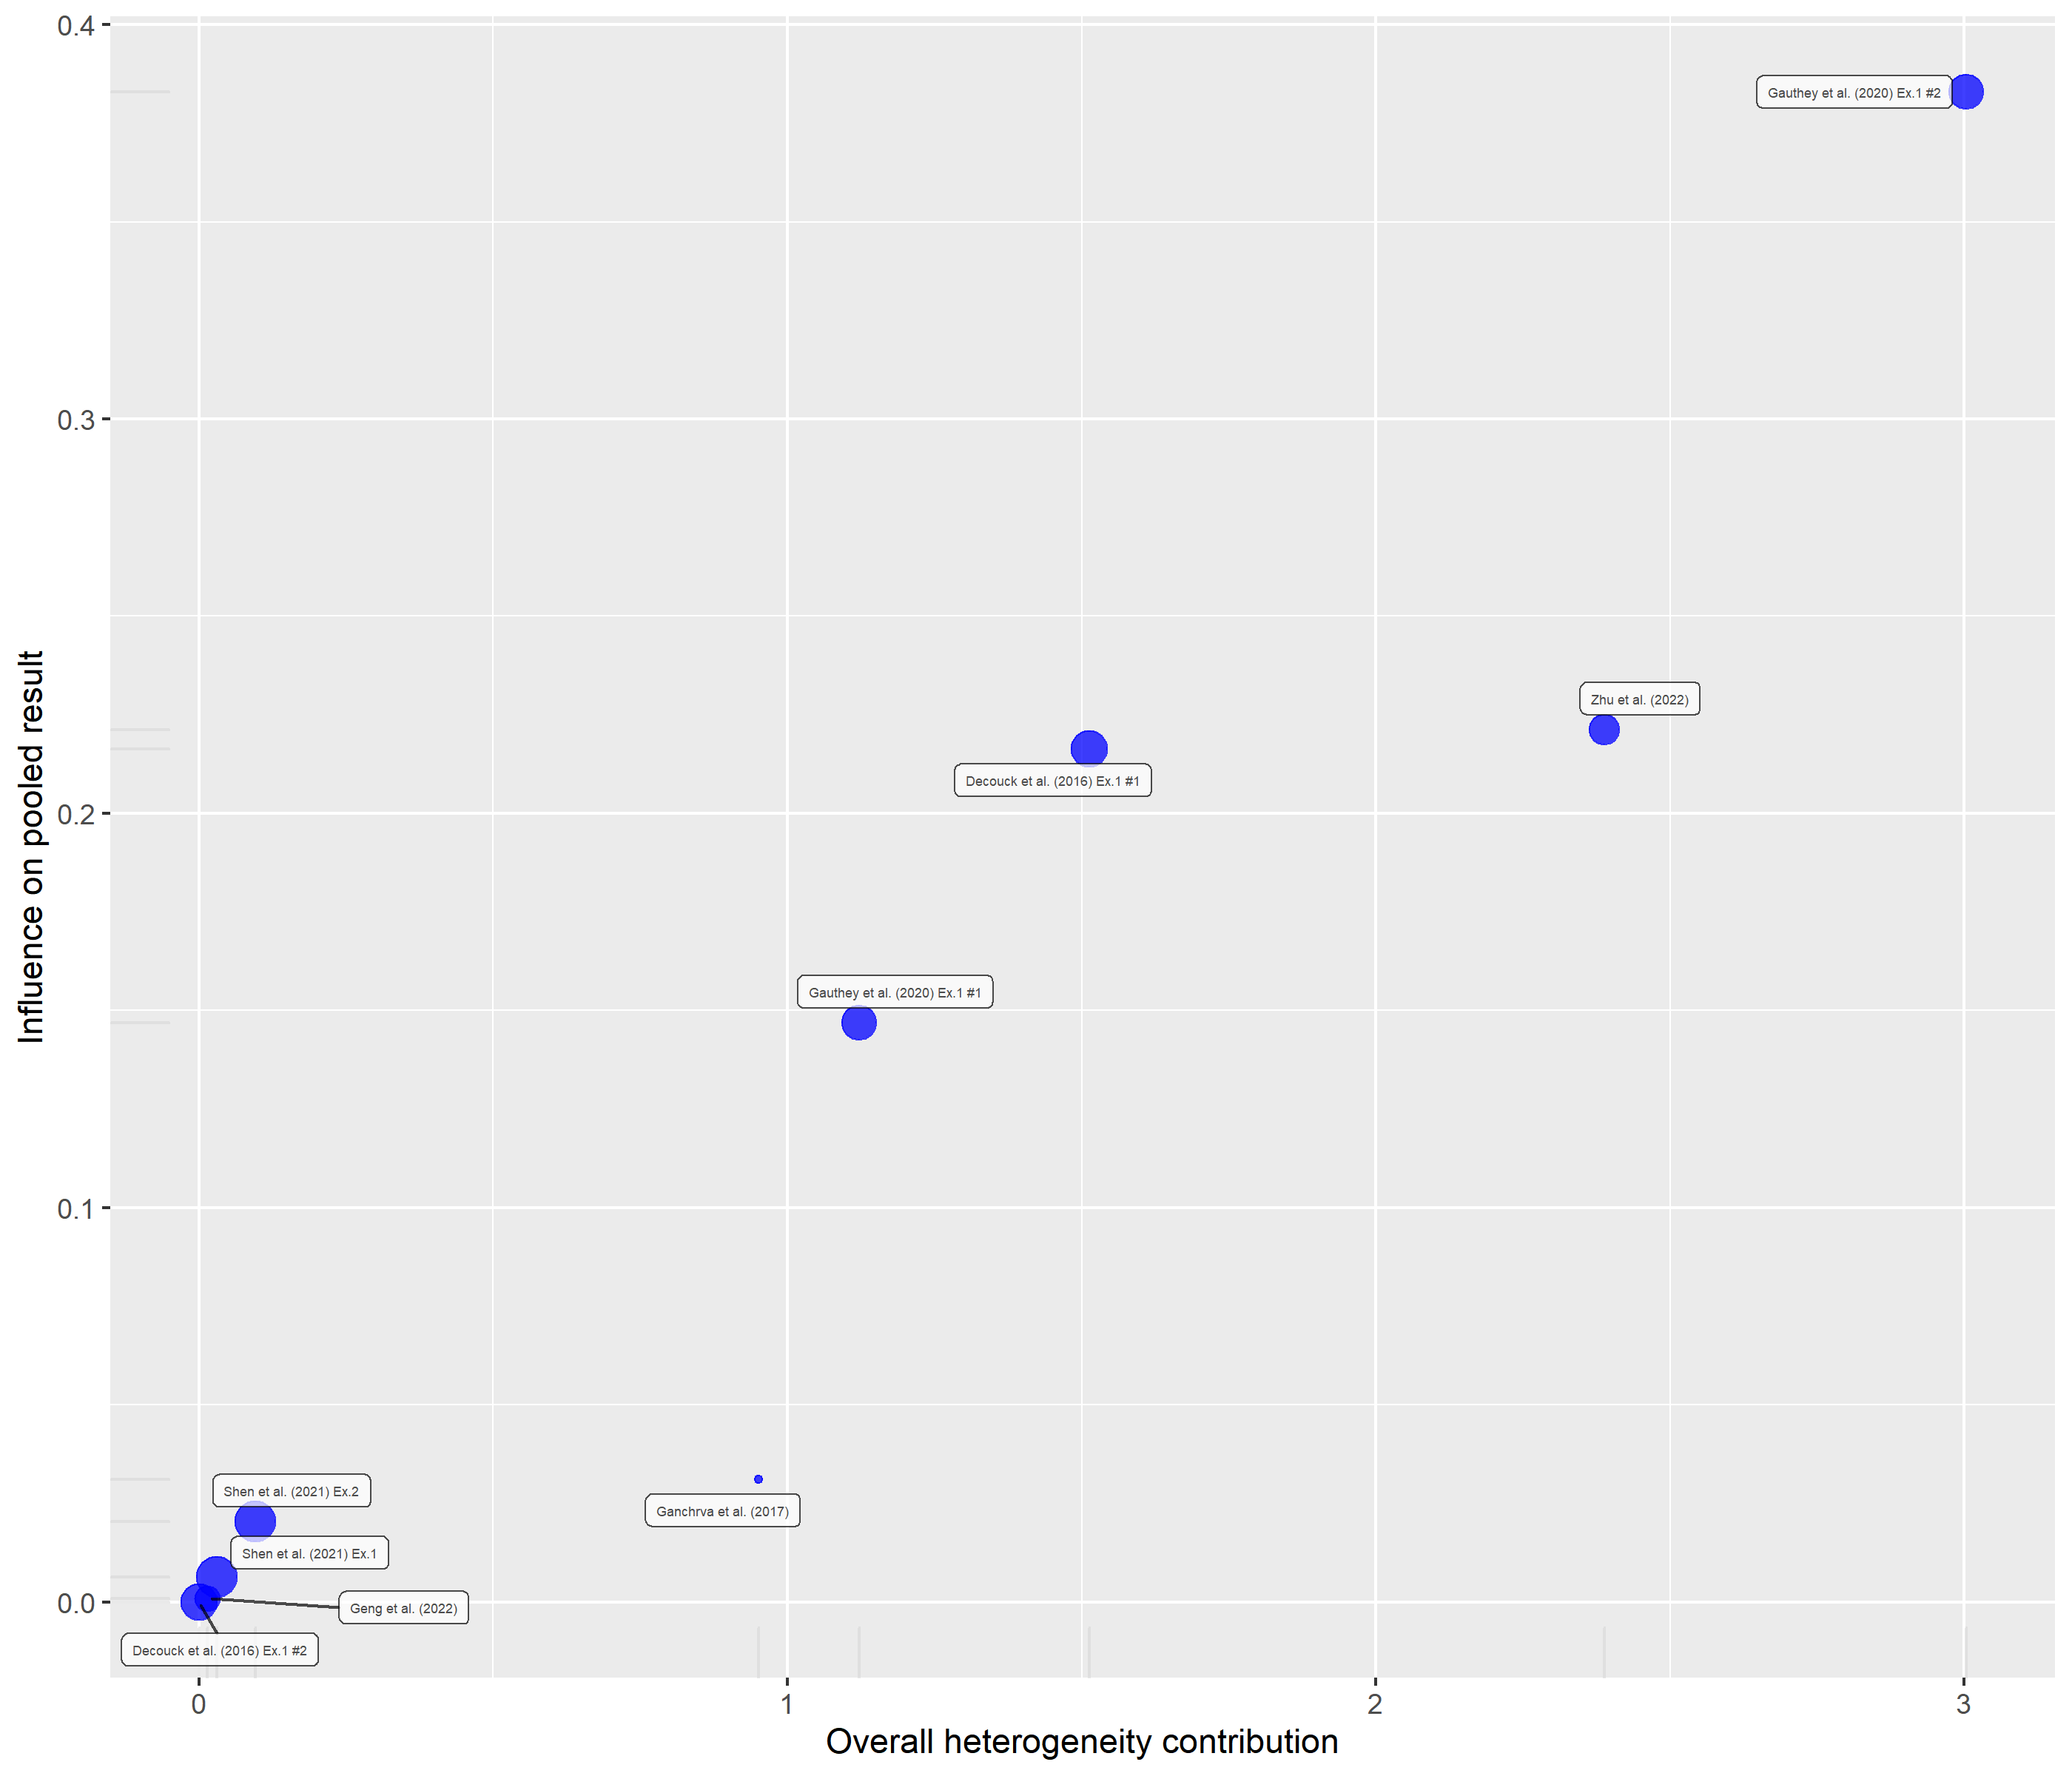 0.4
Gauthey et al. (2020) Ex.1 #2
0.3
Zhu et al. (2022)
Decouck et al. (2016) Ex.1 #1
0.2
Gauthey et al. (2020) Ex.1 #1
0.1
Shen et al. (2021) Ex.2
Ganchrva et al. (2017)
Shen et al. (2021) Ex.1
0.0
Geng et al. (2022)
Decouck et al. (2016) Ex.1 #2
0
1
2
3
Overall heterogeneity contribution
Influence on pooled result